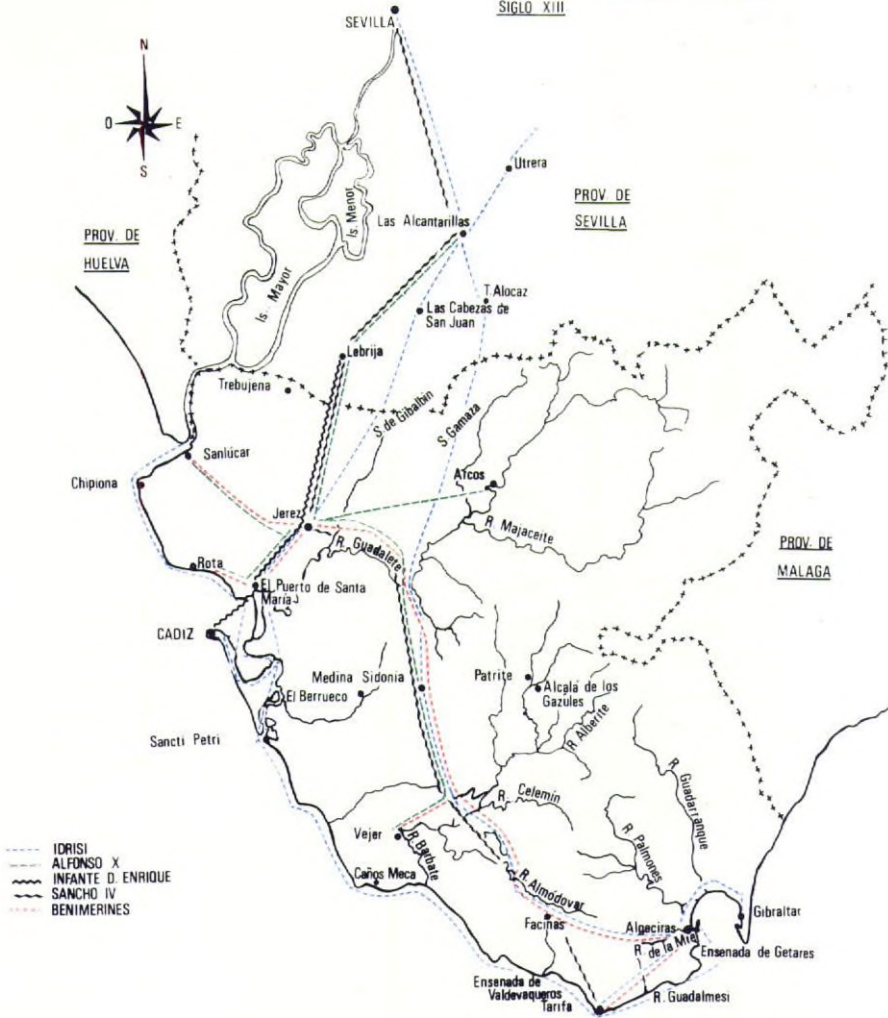 SIGLO XIII
SEVILLA
N
O
E
S
Utrera
Is. Menor
Las Alcantarillas
PROV. DE
SEVILLA
PROV. DE
HUELVA
Is. Mayor
T. Alocaz
Las Cabezas de
San Juan
Lebrija
Trebujena
S de Gibalbin
S Gamaza
Sanlúcar
Chipiona
Arcos
Jerez
R. Majaceite
R. Guadalete
PROV. DE
MALAGA
Rota
El Puerto de Santa
María
CADIZ
Medina Sidonia
Patrite
Alcalá de los
Gazules
El Berrueco
R. Alberite
Sancti Petri
R. Guadarranque
R. Celemín
R. Palmones
Vejer
R. Barbate
IDRISI
ALFONSO X
INFANTE D. ENRIQUE
SANCHO IV
BENIMERINES
Caños Meca
R. Almódovar
Facinas
Algeciras
Gibraltar
R. de la Miel
Ensenada de Getares
Ensenada de
Valdevaqueros
Tarifa
R. Guadalmesi